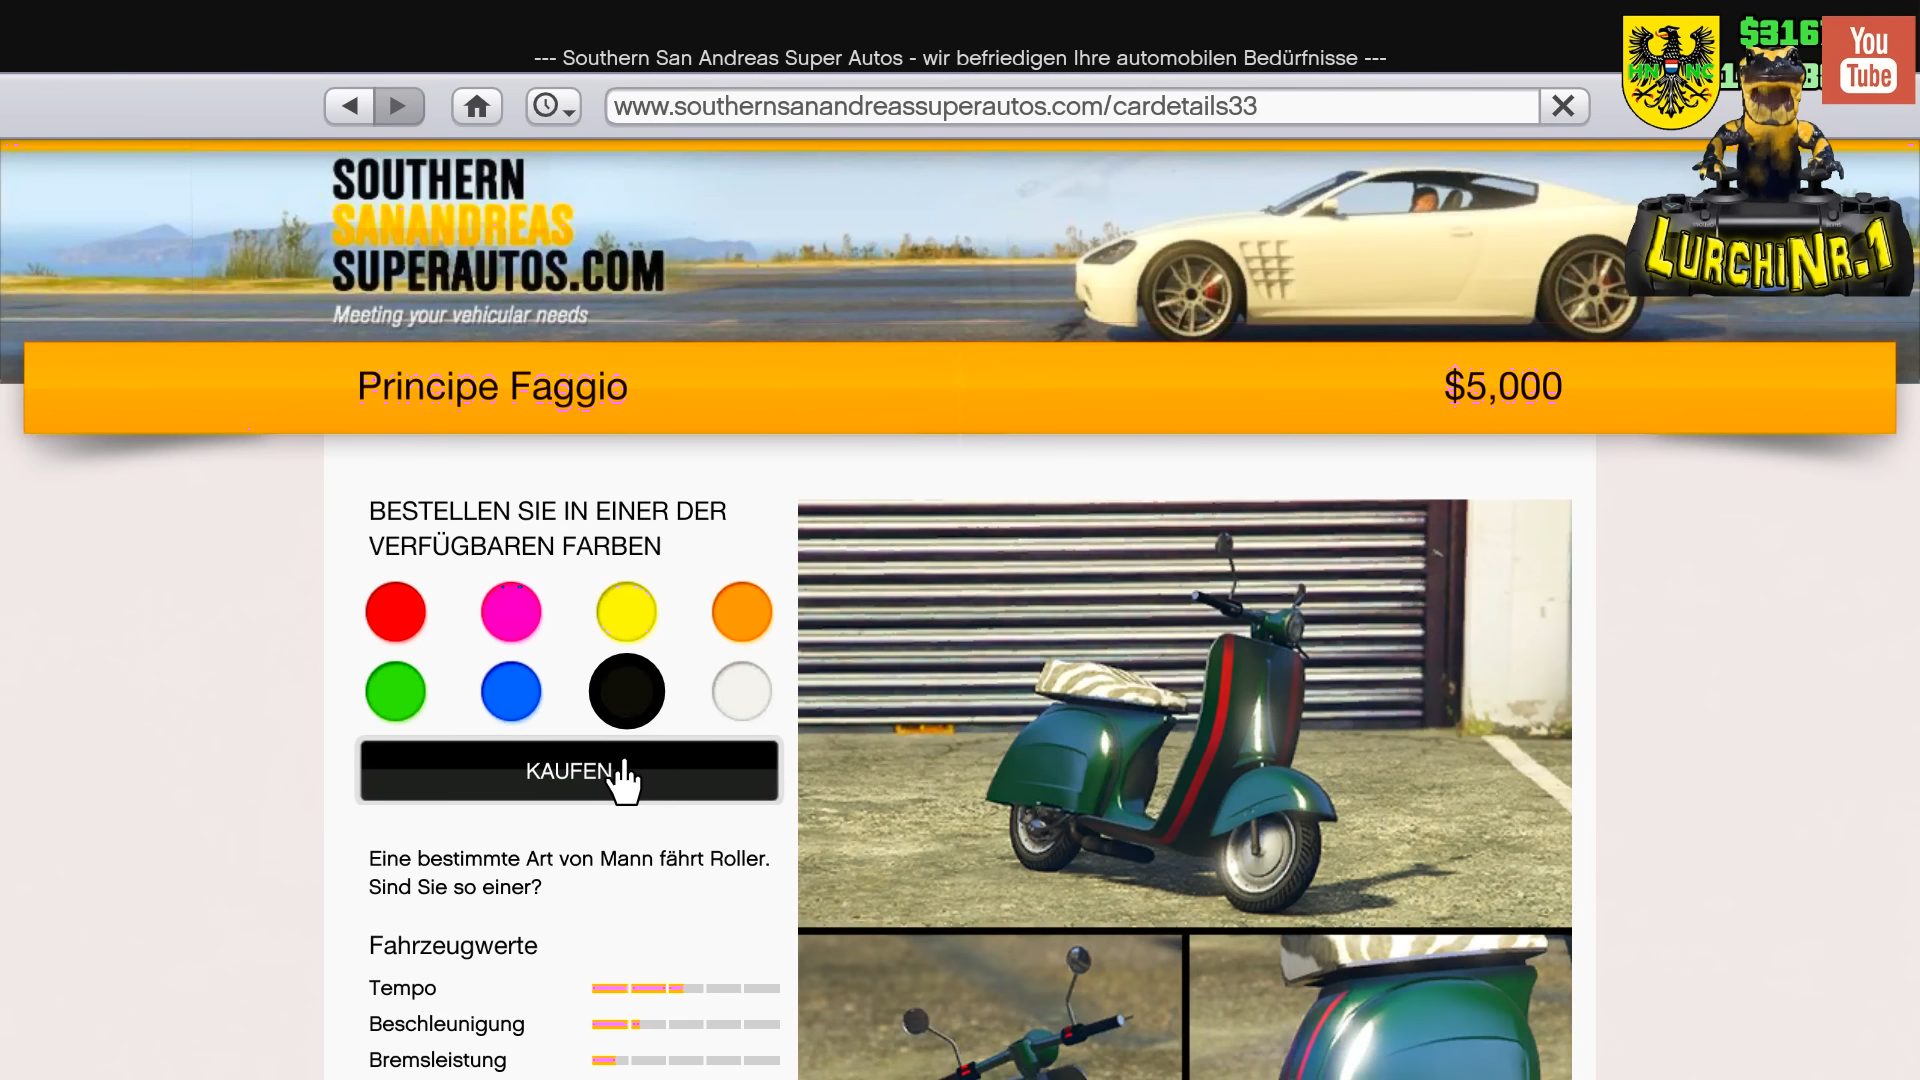 --- Southern San Andreas Super Autos - wir befriedigen Ihre automobilen Bedürfnisse ---
You
Tube
HN NC
www.southernsanandreassuperautos.com/cardetails33
SOUTHERN
SANANDREAS
SUPERAUTOS.COM
Meeting your vehicular needs
LURCHINR.1
Principe Faggio
$5,000
BESTELLEN SIE IN EINER DER
VERFÜGBAREN FARBEN
KAUFEN
Eine bestimmte Art von Mann fährt Roller.
Sind Sie so einer?
Fahrzeugwerte
Tempo
Beschleunigung
Bremsleistung